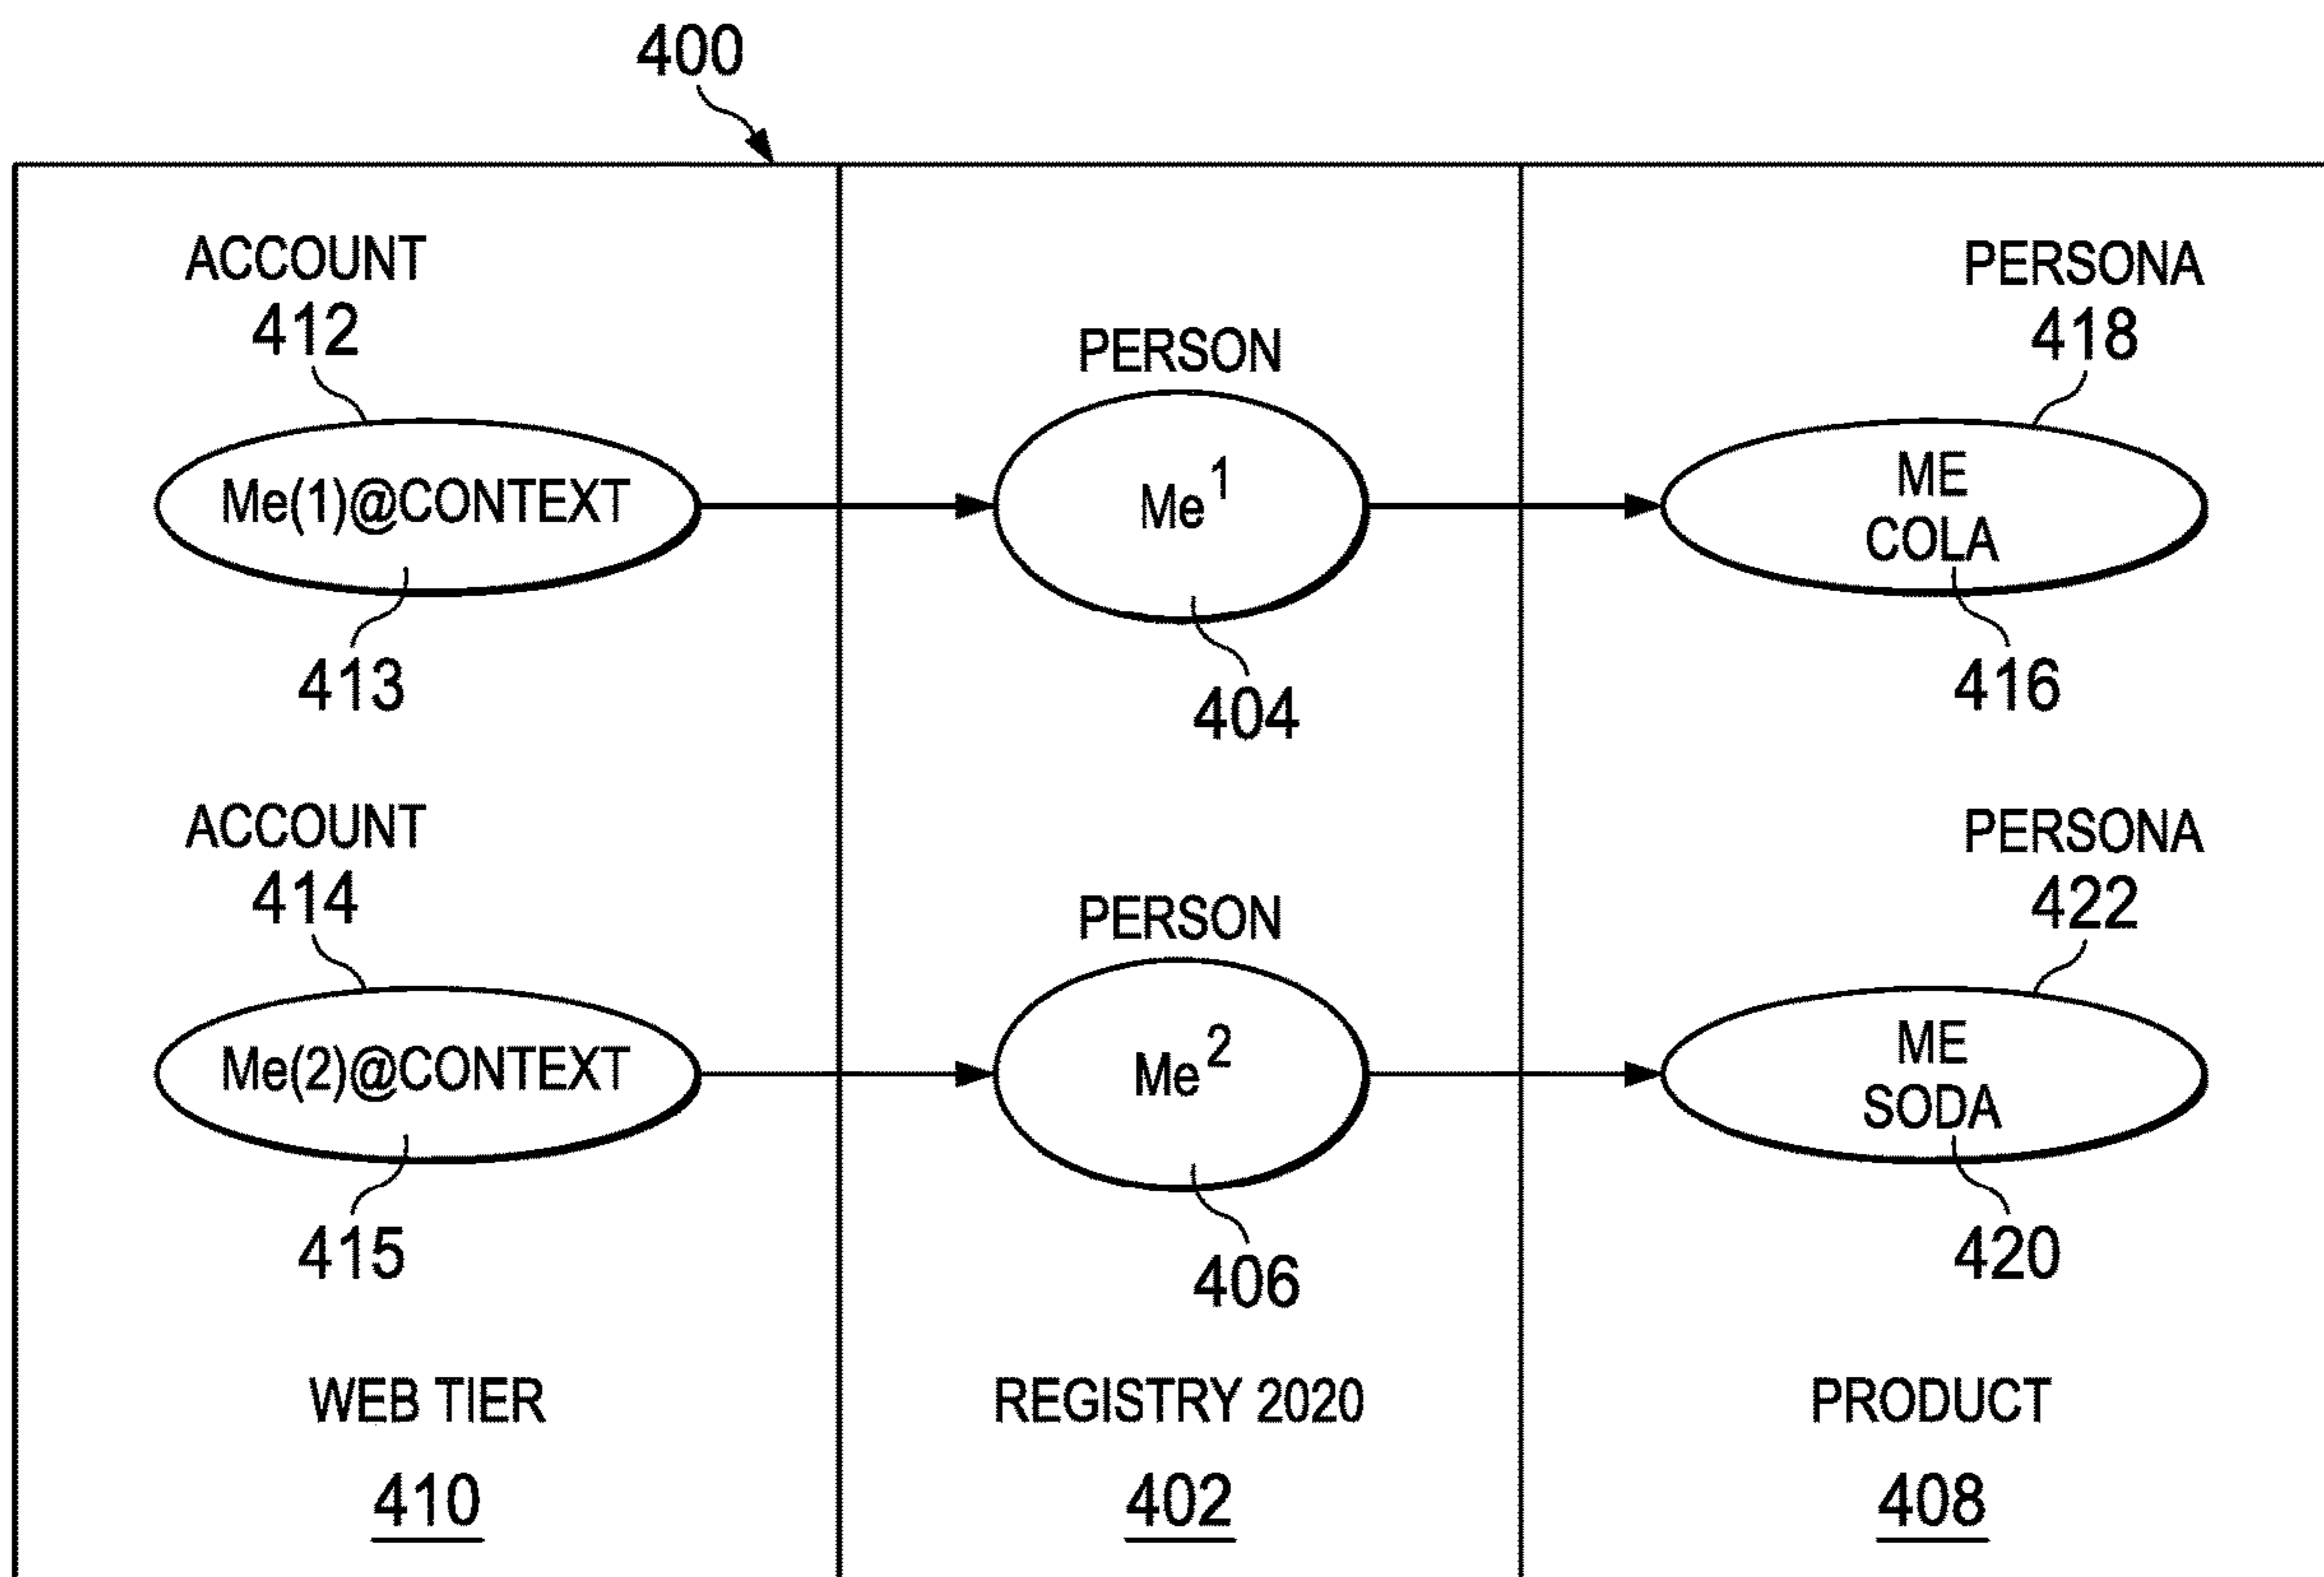 400
ACCOUNT
412
Me(1)@CONTEXT
413
PERSON
Me¹
404
PERSONA
418
ME
COLA
416
ACCOUNT
414
Me(2)@CONTEXT
415
PERSON
Me²
406
PERSONA
422
ME
SODA
420
WEB TIER
410
REGISTRY 2020
402
PRODUCT
408